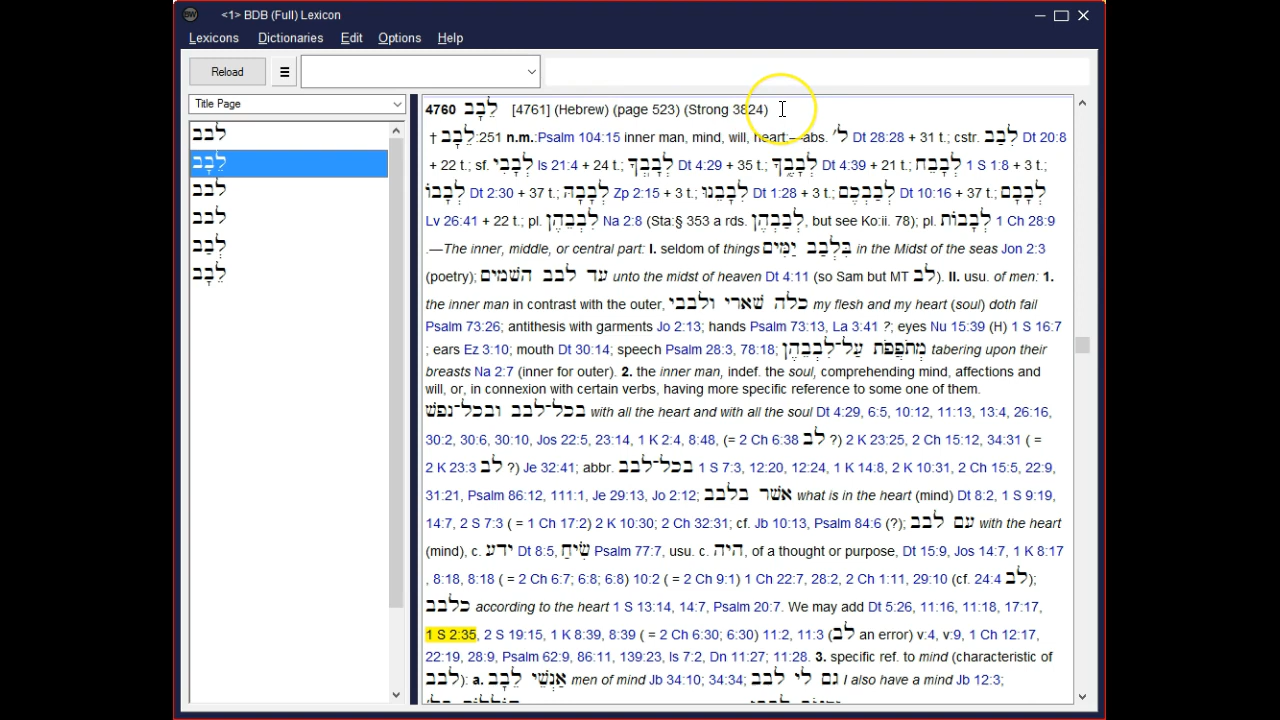 <1> BDB (Full) Lexicon
Lexicons Dictionaries Edit Options Help
Reload
Title Page
לבב
לֵבָב
לבב
לבב
לְבַב
לֵבָב
4760 לֵבָב [4761] (Hebrew) (page 523) (Strong 3824)
† לֵבָב:251 n.m.:Psalm 104:15 inner man, mind, will, heart;—abs. ל׳ Dt 28:28 + 31 t.; cstr. לְבַב Dt 20:8
+ 22 t.; sf. לְבָבִי Is 21:4 + 24 t.; לְבָבְךָ Dt 4:29 + 35 t.; לְבָבֶךָ Dt 4:39 + 21 t.; לְבָבֵח 1 S 1:8 + 3 t.;
לְבָבוֹ Dt 2:30 + 37 t.; לְבָבָהּ Zp 2:15 + 3 t.; לְבָבֵנוּ Dt 1:28 + 3 t.; לְבַבְכֶם Dt 10:16 + 37 t.; לְבָבָם
Lv 26:41 + 22 t.; pl. לִבְבֵהֶן Na 2:8 (Sta:§ 353 a rds. לְבַבְהֶן, but see Ko:ii. 78); pl. לְבָבוֹת 1 Ch 28:9
.—The inner, middle, or central part: I. seldom of things בִּלְבַב יַמִּים in the Midst of the seas Jon 2:3
(poetry); עד לבב השׁמים unto the midst of heaven Dt 4:11 (so Sam but MT לב). II. usu. of men: 1.
the inner man in contrast with the outer, כלה שׁארי ולבבי my flesh and my heart (soul) doth fail
Psalm 73:26; antithesis with garments Jo 2:13; hands Psalm 73:13, La 3:41 ?; eyes Nu 15:39 (H) 1 S 16:7
; ears Ez 3:10; mouth Dt 30:14; speech Psalm 28:3, 78:18; מְתֹפְפֹת עַל־לִבְבֵהֶן tabering upon their
breasts Na 2:7 (inner for outer). 2. the inner man, indef. the soul, comprehending mind, affections and
will, or, in connexion with certain verbs, having more specific reference to some one of them.
בכל־לבב ובכל־נפשׁ with all the heart and with all the soul Dt 4:29, 6:5, 10:12, 11:13, 13:4, 26:16,
30:2, 30:6, 30:10, Jos 22:5, 23:14, 1 K 2:4, 8:48, (= 2 Ch 6:38 לב ?) 2 K 23:25, 2 Ch 15:12, 34:31 ( =
2 K 23:3 לב ?) Je 32:41; abbr. בכל־לבב 1 S 7:3, 12:20, 12:24, 1 K 14:8, 2 K 10:31, 2 Ch 15:5, 22:9,
31:21, Psalm 86:12, 111:1, Je 29:13, Jo 2:12; אשׁר בלבב what is in the heart (mind) Dt 8:2, 1 S 9:19,
14:7, 2 S 7:3 ( = 1 Ch 17:2) 2 K 10:30; 2 Ch 32:31; cf. Jb 10:13, Psalm 84:6 (?); עם לבב with the heart
(mind), c. ידע Dt 8:5, שִׂיחַ Psalm 77:7, usu. c. היה, of a thought or purpose, Dt 15:9, Jos 14:7, 1 K 8:17
, 8:18, 8:18 ( = 2 Ch 6:7; 6:8; 6:8) 10:2 ( = 2 Ch 9:1) 1 Ch 22:7, 28:2, 2 Ch 1:11, 29:10 (cf. 24:4 לב);
כלבב according to the heart 1 S 13:14, 14:7, Psalm 20:7. We may add Dt 5:26, 11:16, 11:18, 17:17,
1 S 2:35, 2 S 19:15, 1 K 8:39, 8:39 ( = 2 Ch 6:30; 6:30) 11:2, 11:3 (לב an error) v:4, v:9, 1 Ch 12:17,
22:19, 28:9, Psalm 62:9, 86:11, 139:23, Is 7:2, Dn 11:27; 11:28. 3. specific ref. to mind (characteristic of
לבב): a. אַנְשֵׁי לֵבָב men of mind Jb 34:10; 34:34; גם לי לבב I also have a mind Jb 12:3;